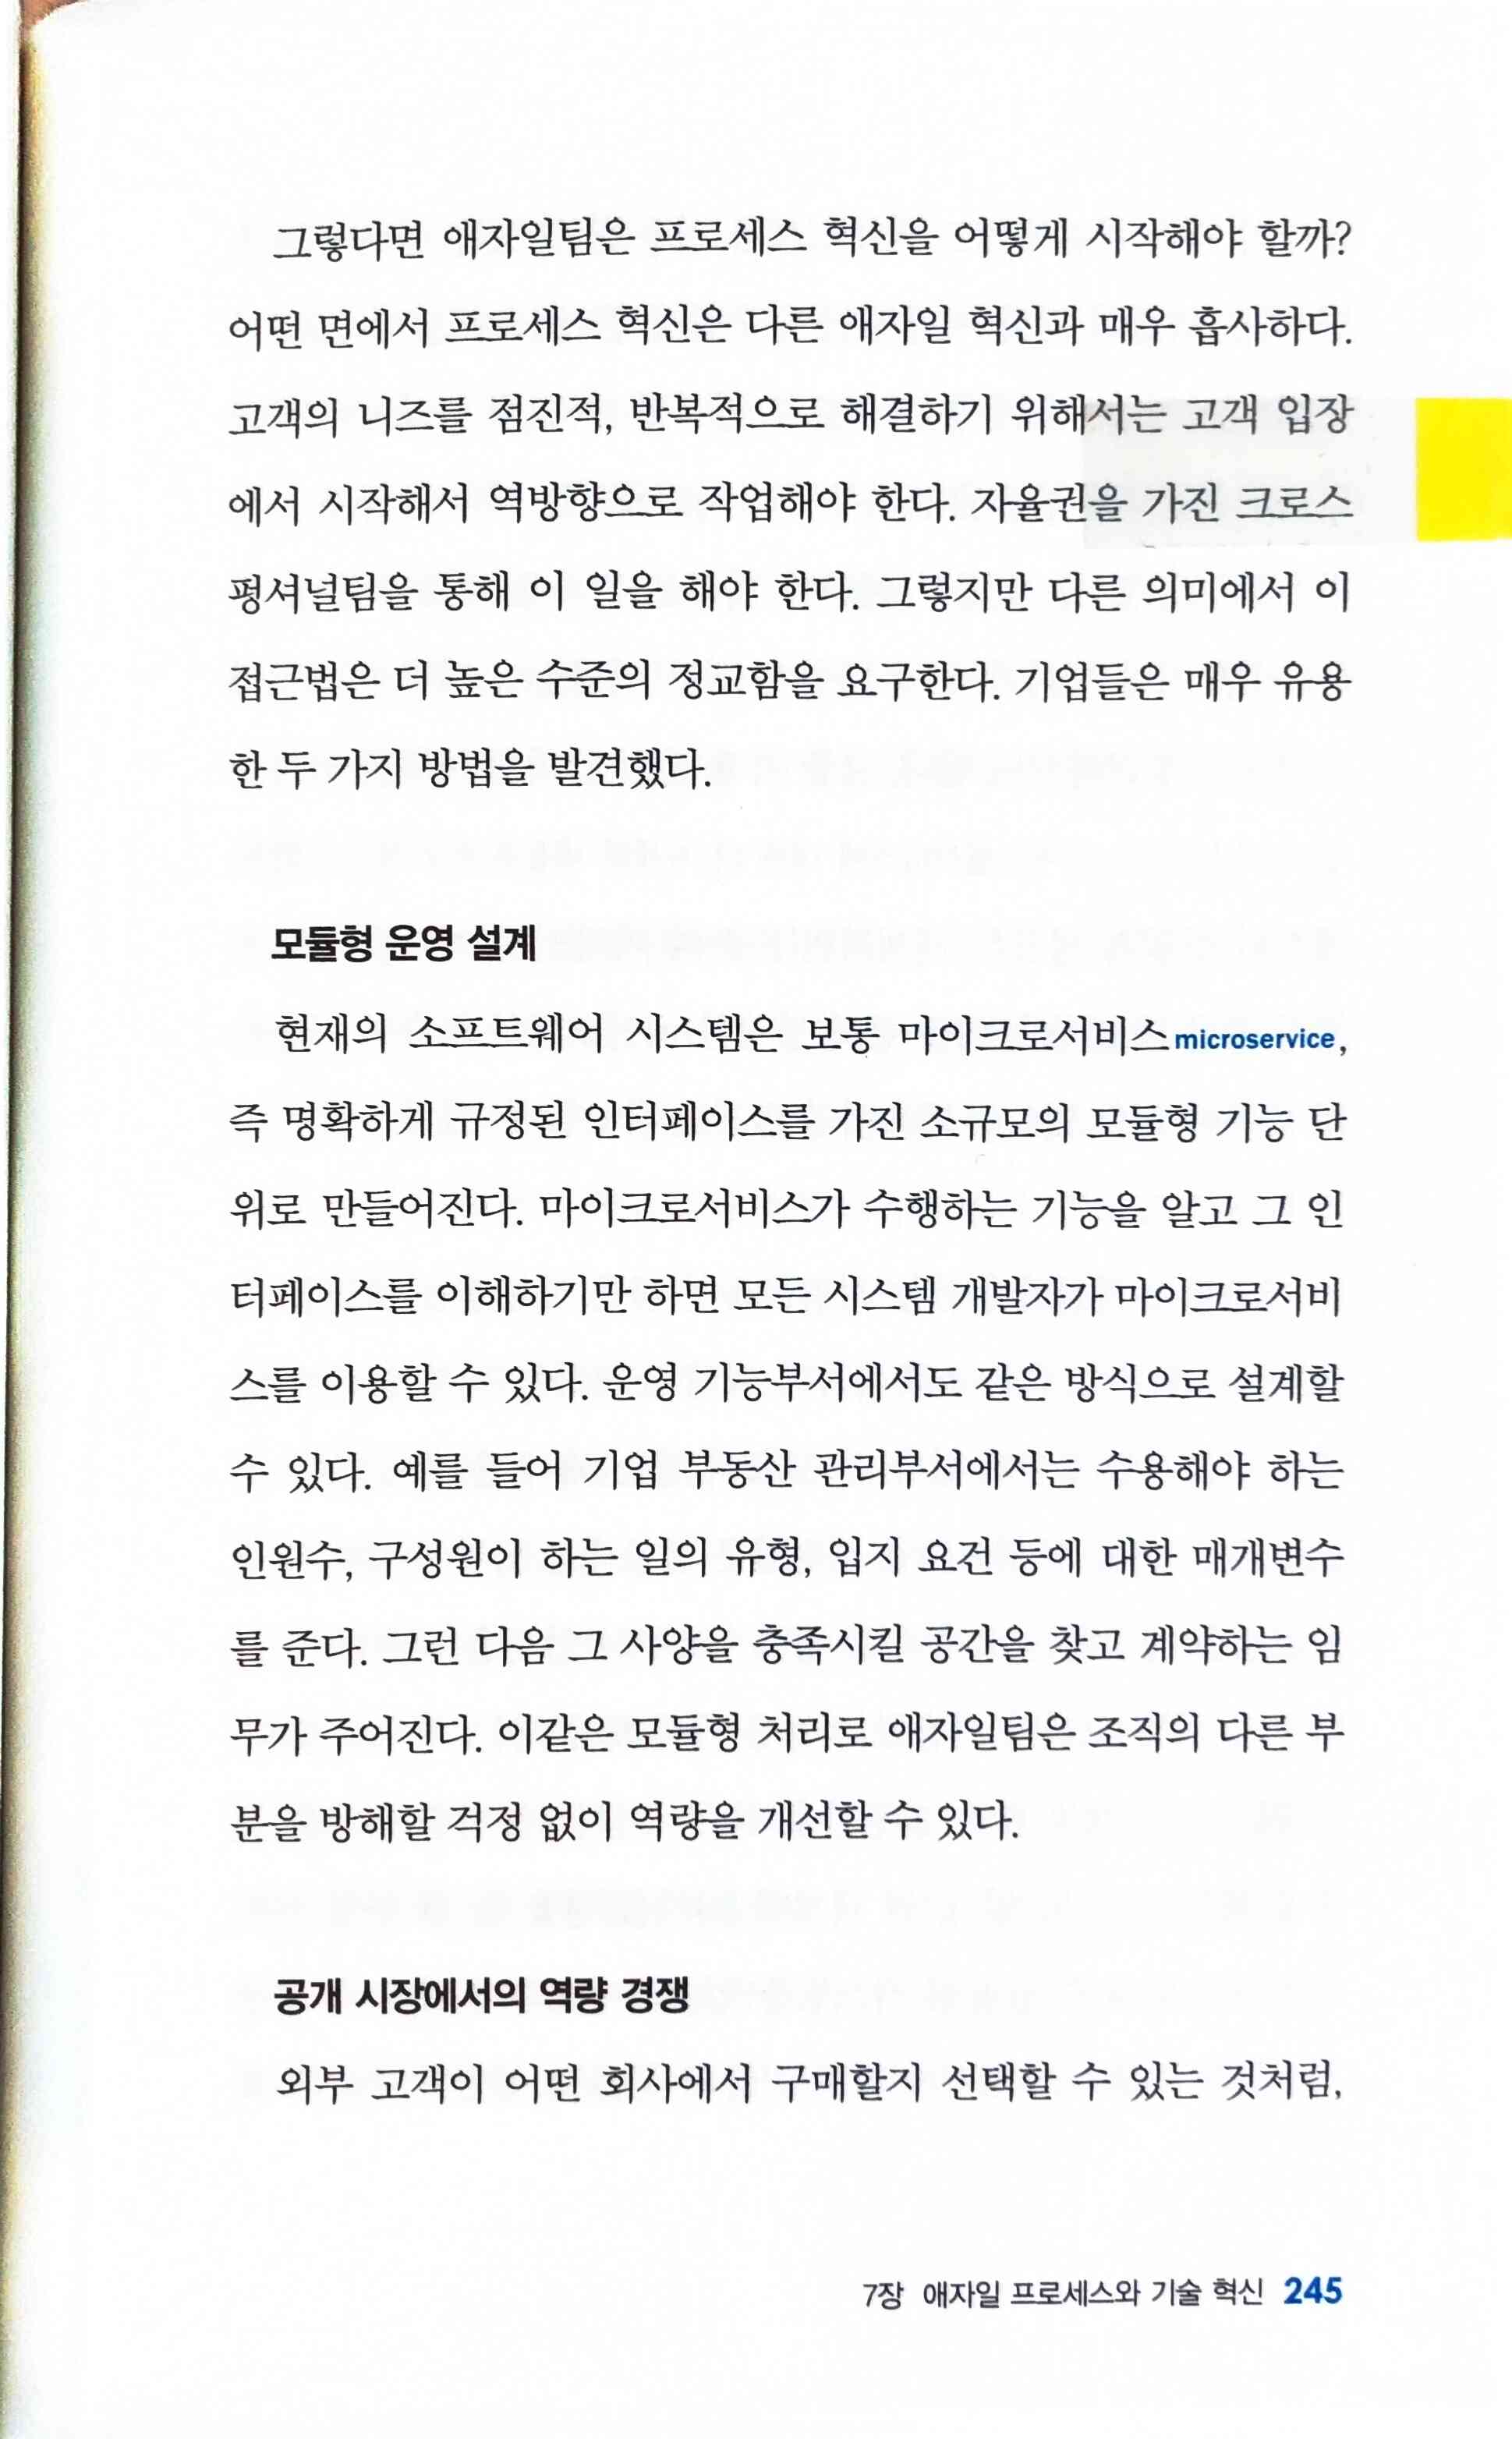 그렇다면 애자일팀은 프로세스 혁신을 어떻게 시작해야 할까?
어떤 면에서 프로세스 혁신은 다른 애자일 혁신과 매우 흡사하다.
고객의 니즈를 점진적, 반복적으로 해결하기 위해서는 고객 입장
에서 시작해서 역방향으로 작업해야 한다. 자율권을 가진 크로스
펑셔널팀을 통해 이 일을 해야 한다. 그렇지만 다른 의미에서 이
접근법은 더 높은 수준의 정교함을 요구한다. 기업들은 매우 유용
한 두 가지 방법을 발견했다.
모듈형 운영 설계
현재의 소프트웨어 시스템은 보통 마이크로서비스microservice,
즉 명확하게 규정된 인터페이스를 가진 소규모의 모듈형 기능 단
위로 만들어진다. 마이크로서비스가 수행하는 기능을 알고 그 인
터페이스를 이해하기만 하면 모든 시스템 개발자가 마이크로서비
스를 이용할 수 있다. 운영 기능부서에서도 같은 방식으로 설계할
수 있다. 예를 들어 기업 부동산 관리부서에서는 수용해야 하는
인원수, 구성원이 하는 일의 유형, 입지 요건 등에 대한 매개변수
를 준다. 그런 다음 그 사양을 충족시킬 공간을 찾고 계약하는 임
무가 주어진다. 이같은 모듈형 처리로 애자일팀은 조직의 다른 부
분을 방해할 걱정 없이 역량을 개선할 수 있다.
공개 시장에서의 역량 경쟁
외부 고객이 어떤 회사에서 구매할지 선택할 수 있는 것처럼,
7장 애자일 프로세스와 기술 혁신 245